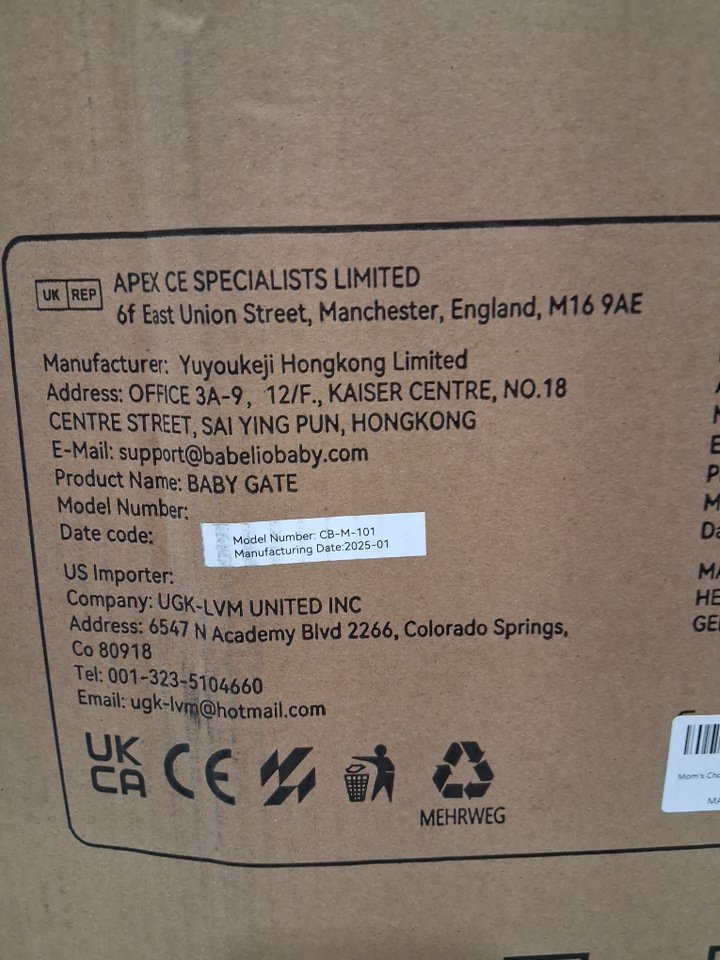 UK REP
APEX CE SPECIALISTS LIMITED
6f East Union Street, Manchester, England, M16 9AE
Manufacturer: Yuyoukeji Hongkong Limited
Address: OFFICE 3A-9, 12/F., KAISER CENTRE, NO.18
CENTRE STREET, SAI YING PUN, HONGKONG
E-Mail: support@babeliobaby.com
Product Name: BABY GATE
Model Number:
Date code:
Model Number: CB-M-101
Manufacturing Date:2025-01
US Importer:
Company: UGK-LVM UNITED INC
Address: 6547 N Academy Blvd 2266, Colorado Springs,
Co 80918
Tel: 001-323-5104660
Email: ugk-lvm@hotmail.com
UK
CA
CE
MEHRWEG
Mom's